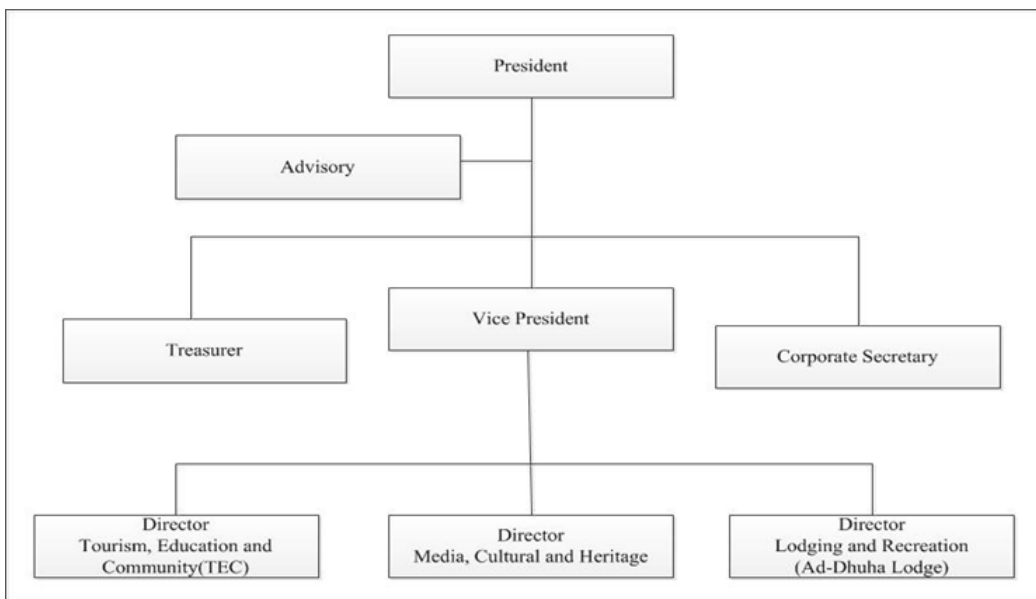 President
Advisory
Vice President
Treasurer
Corporate Secretary
Director
Tourism, Education and
Community(TEC)
Director
Media, Cultural and Heritage
Director
Lodging and Recreation
(Ad-Dhuha Lodge)